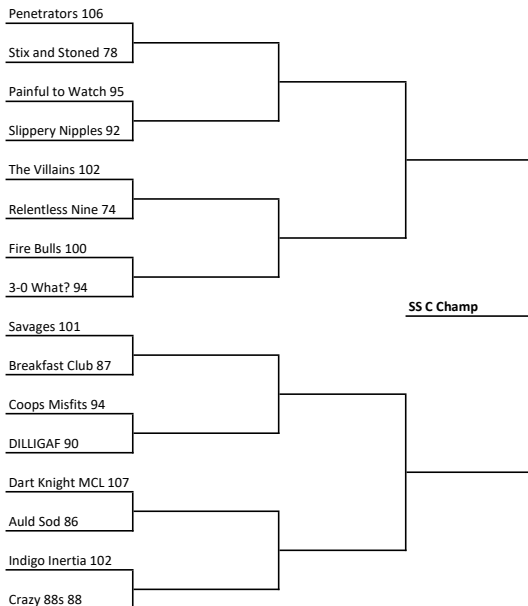 Penetrators 106
Stix and Stoned 78
Painful to Watch 95
Slippery Nipples 92
The Villains 102
Relentless Nine 74
Fire Bulls 100
3-0 What? 94
SS C Champ
Savages 101
Breakfast Club 87
Coops Misfits 94
DILLIGAF 90
Dart Knight MCL 107
Auld Sod 86
Indigo Inertia 102
Crazy 88s 88